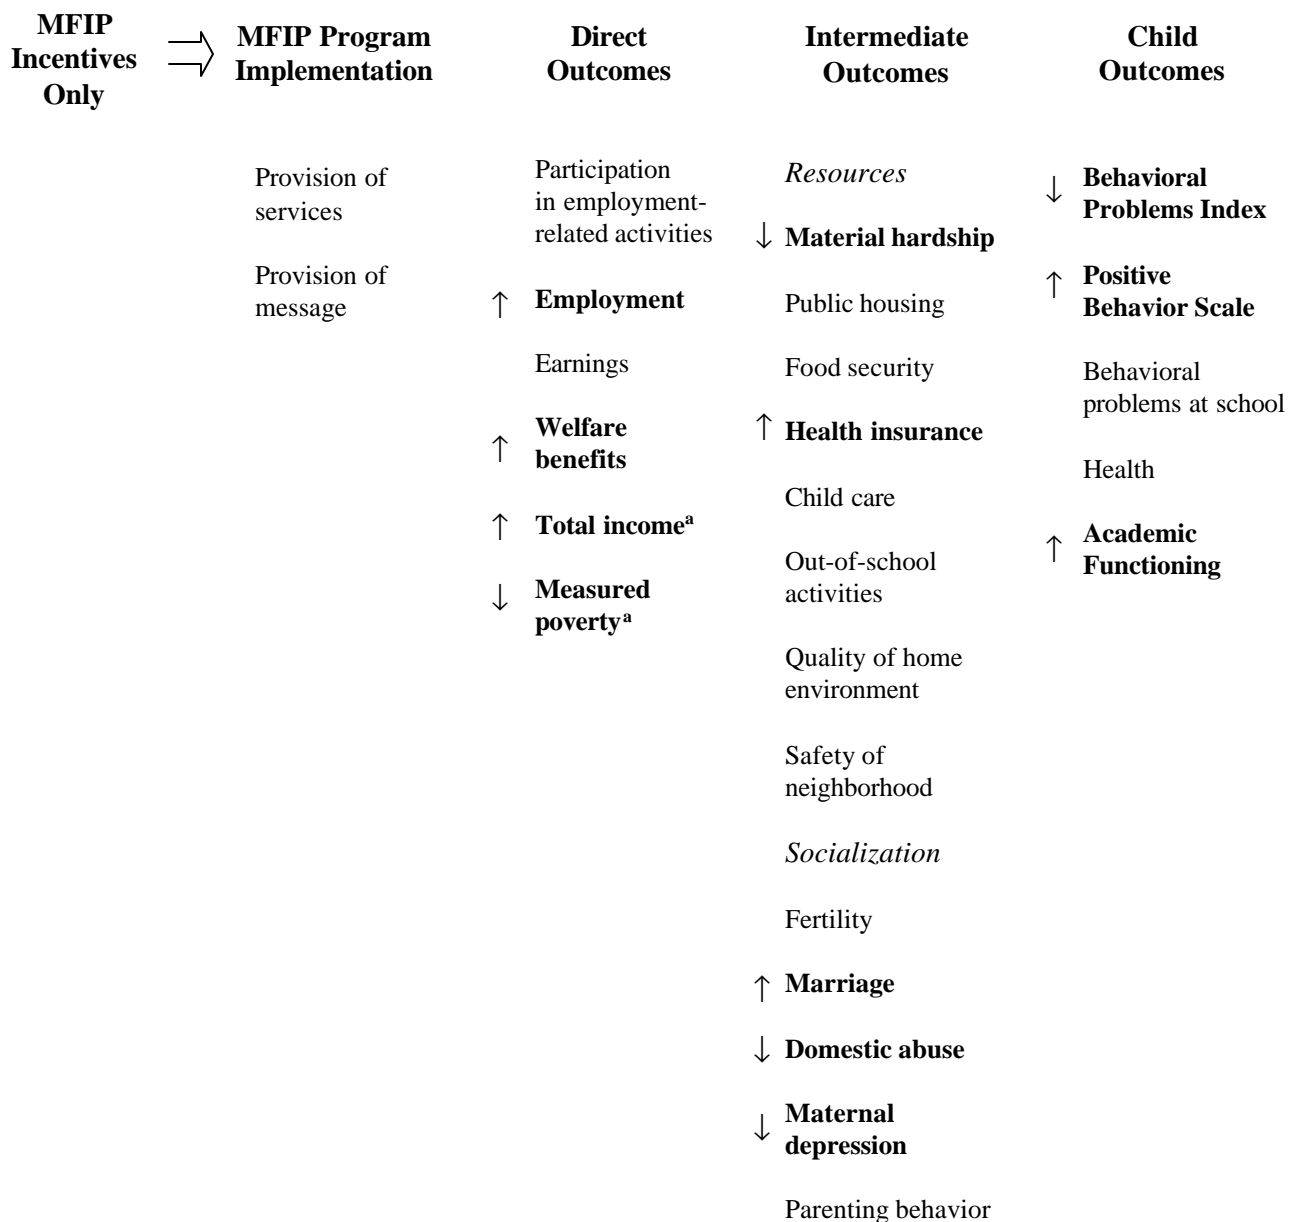 MFIP
Incentives
Only
MFIP Program
Implementation
Direct
Outcomes
Intermediate
Outcomes
Child
Outcomes
Provision of
services
Provision of
message
Participation
in employment-
related activities
↑ Employment
Earnings
↑ Welfare
benefits
↑ Total incomeᵃ
↓ Measured
povertyᵃ
Resources
↓ Material hardship
Public housing
Food security
↑ Health insurance
Child care
Out-of-school
activities
Quality of home
environment
Safety of
neighborhood
Socialization
Fertility
↑ Marriage
↓ Domestic abuse
↓ Maternal
depression
Parenting behavior
↓ Behavioral
Problems Index
↑ Positive
Behavior Scale
Behavioral
problems at school
Health
↑ Academic
Functioning